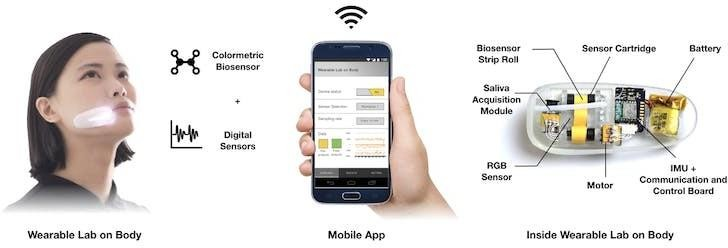 Colormetric
Biosensor
+
Digital
Sensors
Wearable Lab on Body
Wearable Lab on Body
Device status
Sensor Selection
Sampling rate
Data
Mobile App
Biosensor
Strip Roll
Sensor Cartridge
Battery
Saliva
Acquisition
Module
RGB
Sensor
Motor
IMU +
Communication and
Control Board
Inside Wearable Lab on Body